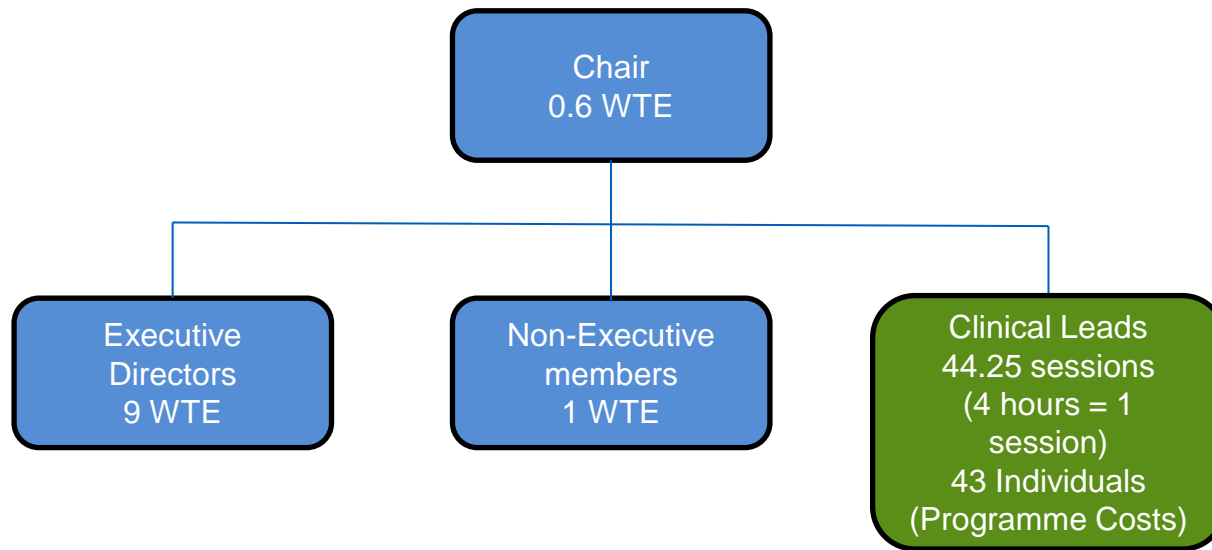 Chair
0.6 WTE
Executive
Directors
9 WTE
Non-Executive
members
1 WTE
Clinical Leads
44.25 sessions
(4 hours = 1
session)
43 Individuals
(Programme Costs)